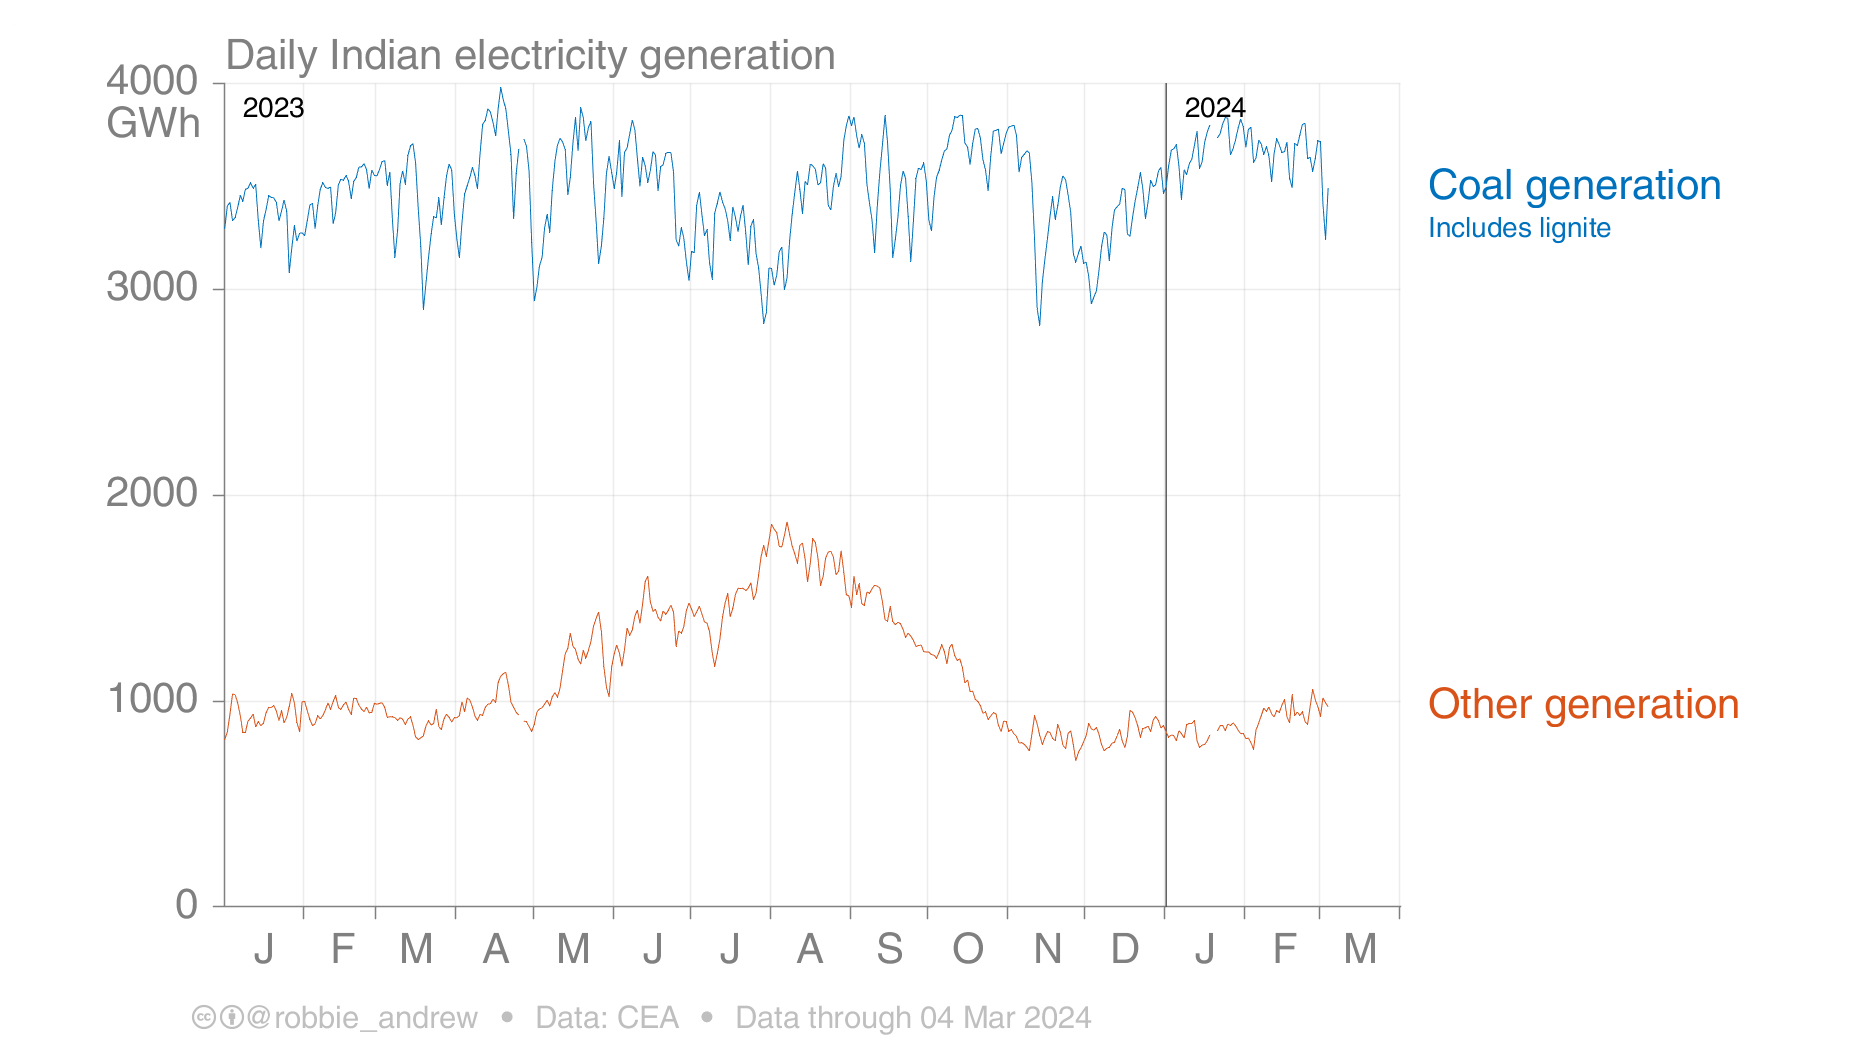 Daily Indian electricity generation
4000
GWh
2023
2024
Coal generation
Includes lignite
3000
2000
1000
Other generation
0
J F M A M J J A S O N D J F M
@robbie_andrew • Data: CEA • Data through 04 Mar 2024